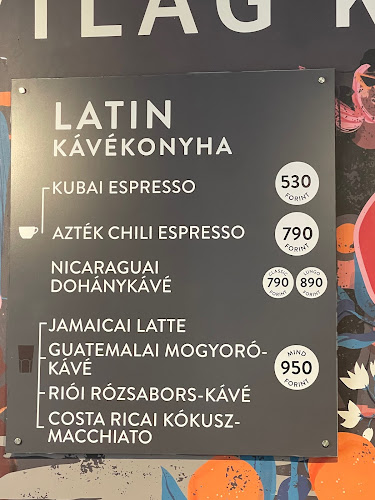 ILÁG K
LATIN
KÁVÉKONYHA
KUBAI ESPRESSO
530
FORINT
AZTÉK CHILI ESPRESSO
790
FORINT
NICARAGUAI
DOHÁNYKÁVÉ
CLASSIC
790
FORINT
LUNGO
890
FORINT
JAMAICAI LATTE
GUATEMALAI MOGYORÓ-
KÁVÉ
MIND
950
FORINT
RIÓI RÓZSABORS-KÁVÉ
COSTA RICAI KÓKUSZ-
MACCHIATO